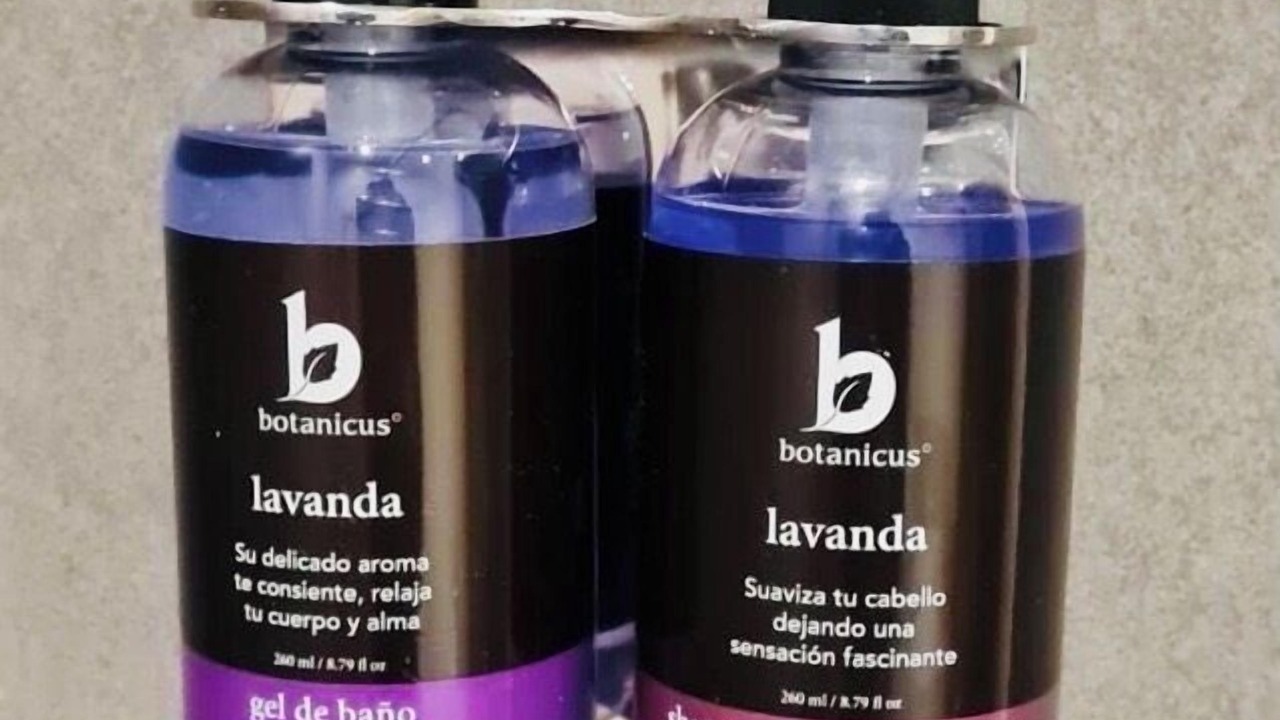 botanicus
lavanda
Su delicado aroma
te consiente, relaja
tu cuerpo y alma
260 ml / 8.79 fl oz
gel de baño
botanicus
lavanda
Suaviza tu cabello
dejando una
sensación fascinante
260 ml / 8.79 fl oz